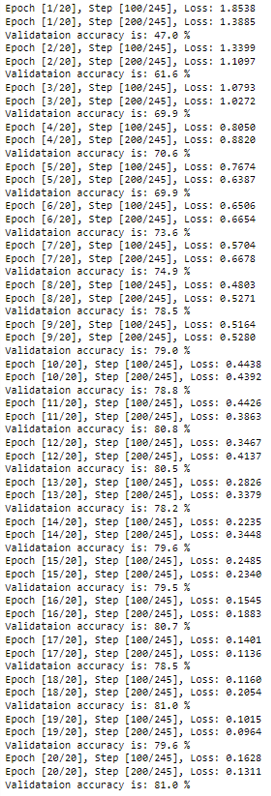 Epoch [1/20], Step [100/245], Loss: 1.8538
Epoch [1/20], Step [200/245], Loss: 1.3885
Validataion accuracy is: 47.0 %
Epoch [2/20], Step [100/245], Loss: 1.3399
Epoch [2/20], Step [200/245], Loss: 1.1097
Validataion accuracy is: 61.6 %
Epoch [3/20], Step [100/245], Loss: 1.0793
Epoch [3/20], Step [200/245], Loss: 1.0272
Validataion accuracy is: 69.9 %
Epoch [4/20], Step [100/245], Loss: 0.8050
Epoch [4/20], Step [200/245], Loss: 0.8820
Validataion accuracy is: 70.6 %
Epoch [5/20], Step [100/245], Loss: 0.7674
Epoch [5/20], Step [200/245], Loss: 0.6387
Validataion accuracy is: 69.9 %
Epoch [6/20], Step [100/245], Loss: 0.6506
Epoch [6/20], Step [200/245], Loss: 0.6654
Validataion accuracy is: 73.6 %
Epoch [7/20], Step [100/245], Loss: 0.5704
Epoch [7/20], Step [200/245], Loss: 0.6678
Validataion accuracy is: 74.9 %
Epoch [8/20], Step [100/245], Loss: 0.4803
Epoch [8/20], Step [200/245], Loss: 0.5271
Validataion accuracy is: 78.5 %
Epoch [9/20], Step [100/245], Loss: 0.5164
Epoch [9/20], Step [200/245], Loss: 0.5280
Validataion accuracy is: 79.0 %
Epoch [10/20], Step [100/245], Loss: 0.4438
Epoch [10/20], Step [200/245], Loss: 0.4392
Validataion accuracy is: 78.8 %
Epoch [11/20], Step [100/245], Loss: 0.4426
Epoch [11/20], Step [200/245], Loss: 0.3863
Validataion accuracy is: 80.8 %
Epoch [12/20], Step [100/245], Loss: 0.3467
Epoch [12/20], Step [200/245], Loss: 0.4137
Validataion accuracy is: 80.5 %
Epoch [13/20], Step [100/245], Loss: 0.2826
Epoch [13/20], Step [200/245], Loss: 0.3379
Validataion accuracy is: 78.2 %
Epoch [14/20], Step [100/245], Loss: 0.2235
Epoch [14/20], Step [200/245], Loss: 0.3448
Validataion accuracy is: 79.6 %
Epoch [15/20], Step [100/245], Loss: 0.2485
Epoch [15/20], Step [200/245], Loss: 0.2340
Validataion accuracy is: 79.5 %
Epoch [16/20], Step [100/245], Loss: 0.1545
Epoch [16/20], Step [200/245], Loss: 0.1883
Validataion accuracy is: 80.7 %
Epoch [17/20], Step [100/245], Loss: 0.1401
Epoch [17/20], Step [200/245], Loss: 0.1136
Validataion accuracy is: 78.5 %
Epoch [18/20], Step [100/245], Loss: 0.1160
Epoch [18/20], Step [200/245], Loss: 0.2054
Validataion accuracy is: 81.0 %
Epoch [19/20], Step [100/245], Loss: 0.1015
Epoch [19/20], Step [200/245], Loss: 0.0964
Validataion accuracy is: 79.6 %
Epoch [20/20], Step [100/245], Loss: 0.1628
Epoch [20/20], Step [200/245], Loss: 0.1311
Validataion accuracy is: 81.0 %